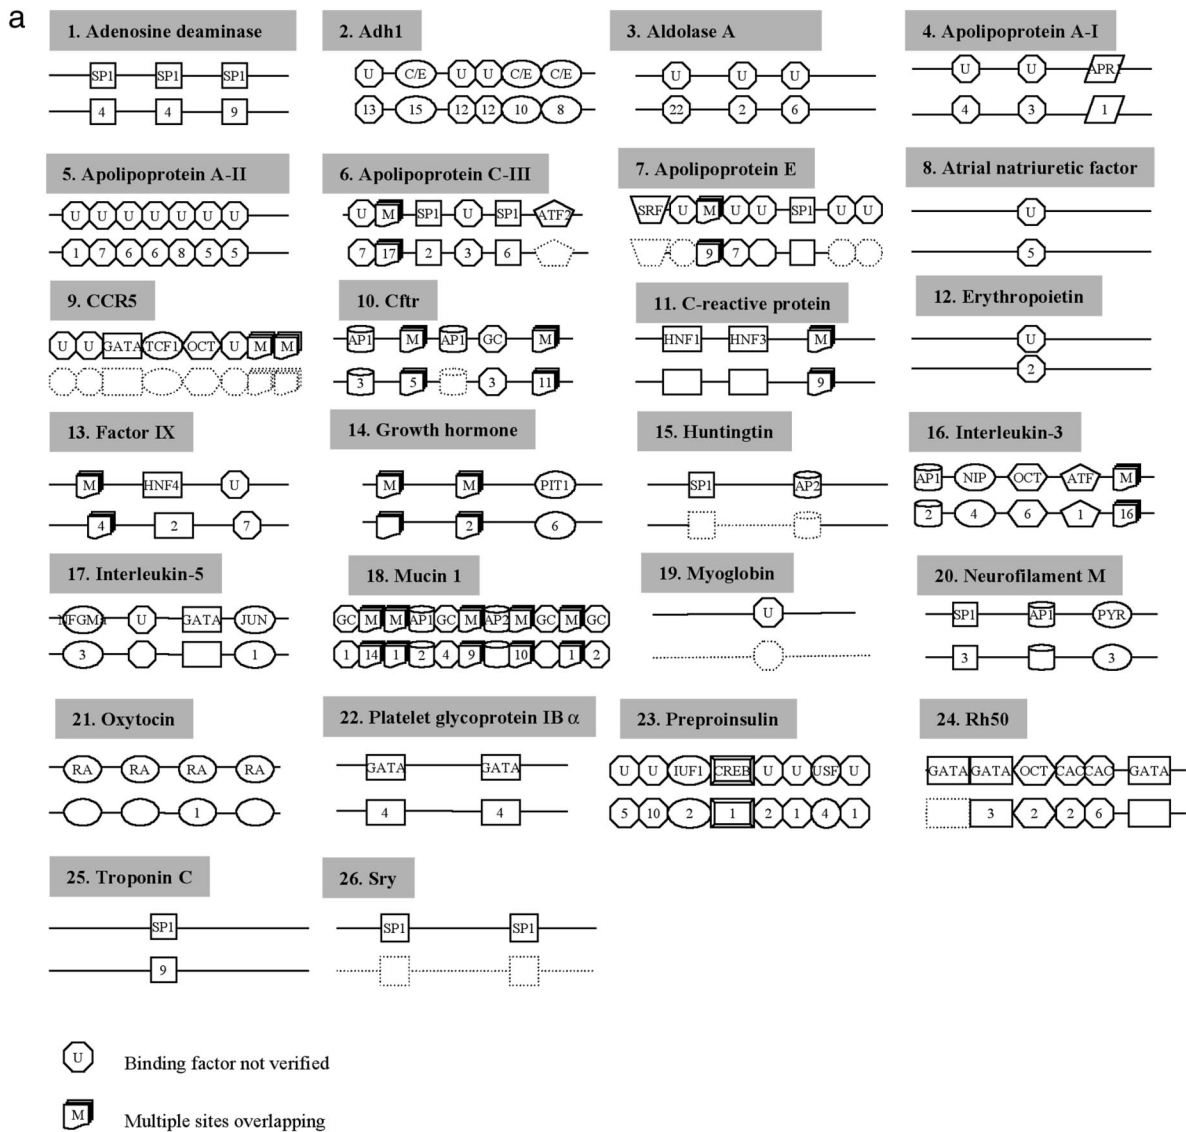 a
1. Adenosine deaminase 2. Adh1 3. Aldolase A 4. Apolipoprotein A-I
SP1 SP1 SP1 U C/E U U C/E C/E U U U U U APR1
4 4 9 13 15 12 12 10 8 22 2 6 4 3 1
5. Apolipoprotein A-II 6. Apolipoprotein C-III 7. Apolipoprotein E 8. Atrial natriuretic factor
U U U U U U U U M SP1 U SP1 ATF2 SRF U M U U SP1 U U U
1 7 6 6 8 5 5 7 17 2 3 6 9 7 5
9. CCR5 10. Cftr 11. C-reactive protein 12. Erythropoietin
U U GATA TCF1 OCT U M M AP1 M AP1 GC M HNF1 HNF3 M U
3 5 3 11 9 2
13. Factor IX 14. Growth hormone 15. Huntingtin 16. Interleukin-3
M HNF4 U M M PIT1 SP1 AP2 AP1 NIP OCT ATF M
4 2 7 2 6 2 4 6 1 16
17. Interleukin-5 18. Mucin 1 19. Myoglobin 20. Neurofilament M
U GATA JUN GC M M AP1 GC M AP2 M GC M GC U SP1 AP1 PYR
3 1 1 14 1 2 4 9 10 1 2 3 3
21. Oxytocin 22. Platelet glycoprotein IB α 23. Preproinsulin 24. Rh50
RA RA RA RA GATA GATA U U IUF1 CREB U U USF U GATA GATA OCT CAC CAC GATA
1 4 4 5 10 2 1 2 1 4 1 3 2 2 6
25. Troponin C 26. Sry
SP1 SP1 SP1
9
U Binding factor not verified
M Multiple sites overlapping